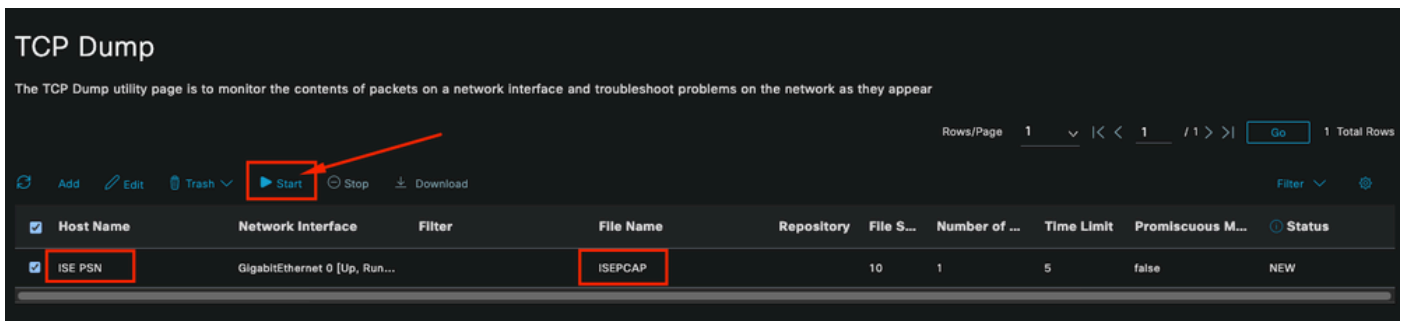 TCP Dump
The TCP Dump utility page is to monitor the contents of packets on a network interface and troubleshoot problems on the network as they appear
Rows/Page 1 |< < 1 / 1 > >| Go 1 Total Rows
Add Edit Trash Start Stop Download Filter
Host Name Network Interface Filter File Name Repository File S... Number of ... Time Limit Promiscuous M... Status
ISE PSN GigabitEthernet 0 [Up, Run... ISEPCAP 10 1 5 false NEW